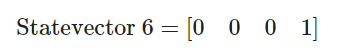 Statevector 6 = [0 0 0 1]